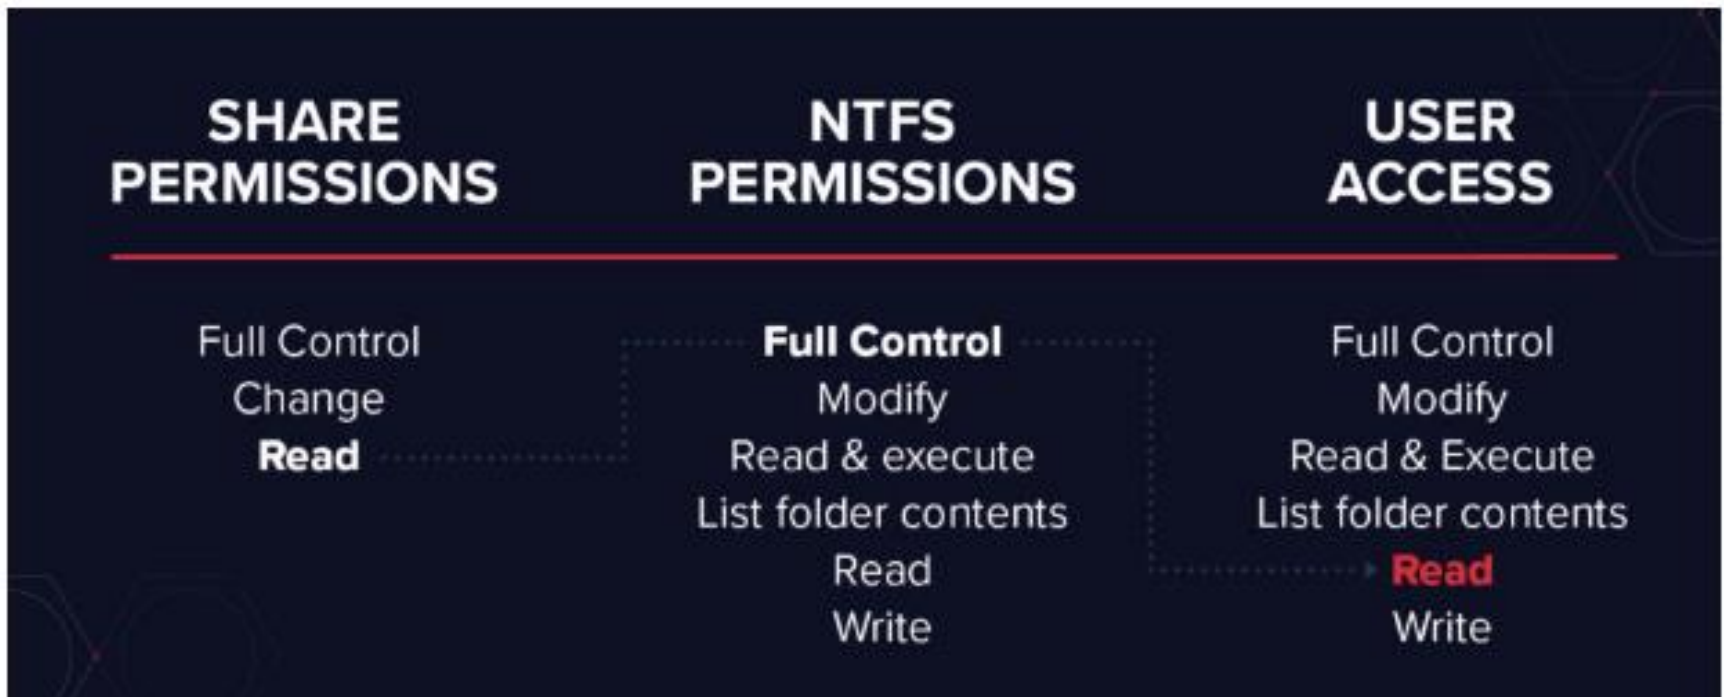 SHARE
PERMISSIONS
NTFS
PERMISSIONS
USER
ACCESS
Full Control
Change
Read
Full Control
Modify
Read & execute
List folder contents
Read
Write
Full Control
Modify
Read & Execute
List folder contents
Read
Write